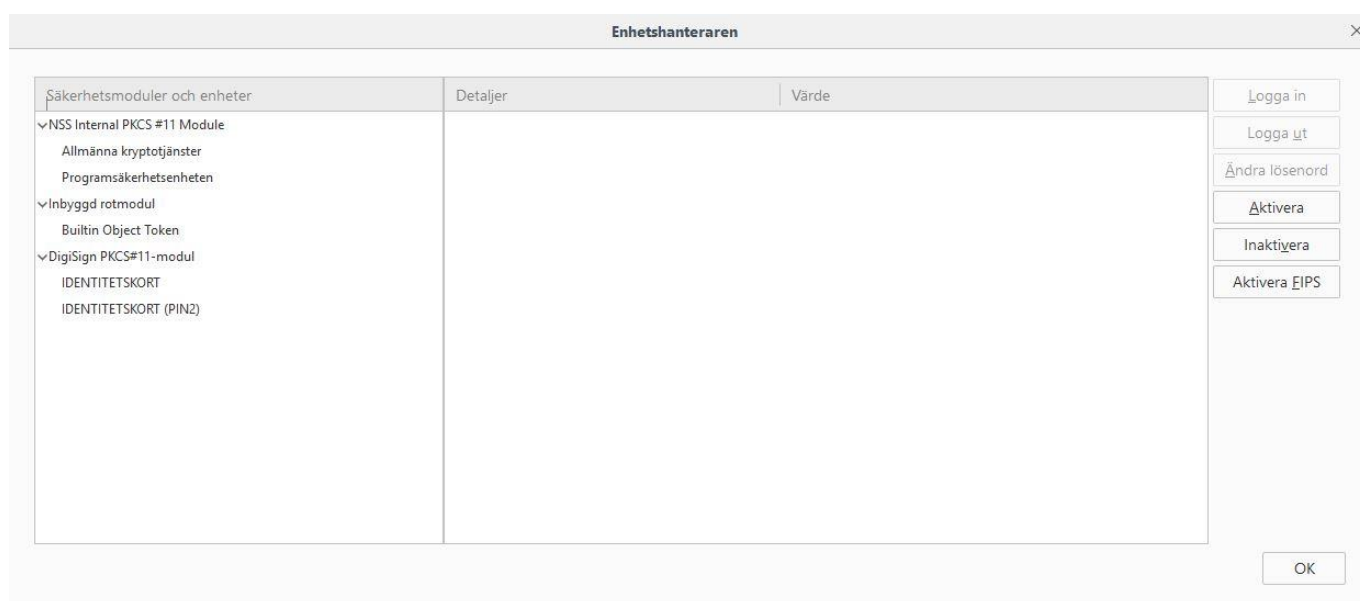 Enhetshanteraren
Säkerhetsmoduler och enheter Detaljer Värde
NSS Internal PKCS #11 Module
Allmänna kryptotjänster
Programsäkerhetsenheten
Inbyggd rotmodul
Builtin Object Token
DigiSign PKCS#11-modul
IDENTITETSKORT
IDENTITETSKORT (PIN2)
Logga in
Logga ut
Ändra lösenord
Aktivera
Inaktivera
Aktivera FIPS
OK